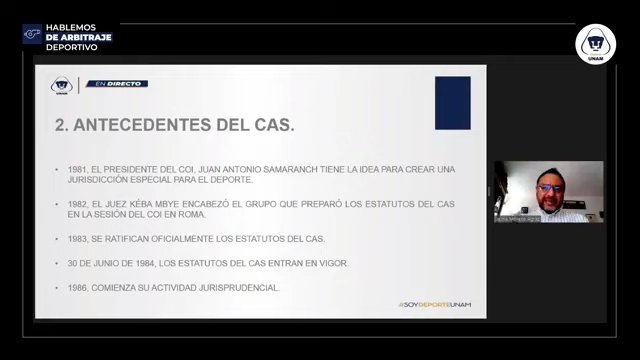 HABLEMOS
DE ARBITRAJE
DEPORTIVO
UNAM
UNAM
EN DIRECTO
2. ANTECEDENTES DEL CAS.
• 1981, EL PRESIDENTE DEL COI, JUAN ANTONIO SAMARANCH TIENE LA IDEA PARA CREAR UNA
JURISDICCIÓN ESPECIAL PARA EL DEPORTE.
• 1982, EL JUEZ KÉBA MBYE ENCABEZÓ EL GRUPO QUE PREPARÓ LOS ESTATUTOS DEL CAS
EN LA SESIÓN DEL COI EN ROMA.
• 1983, SE RATIFICAN OFICIALMENTE LOS ESTATUTOS DEL CAS.
• 30 DE JUNIO DE 1984, LOS ESTATUTOS DEL CAS ENTRAN EN VIGOR.
• 1986, COMIENZA SU ACTIVIDAD JURISPRUDENCIAL.
#SOYDEPORTEUNAM